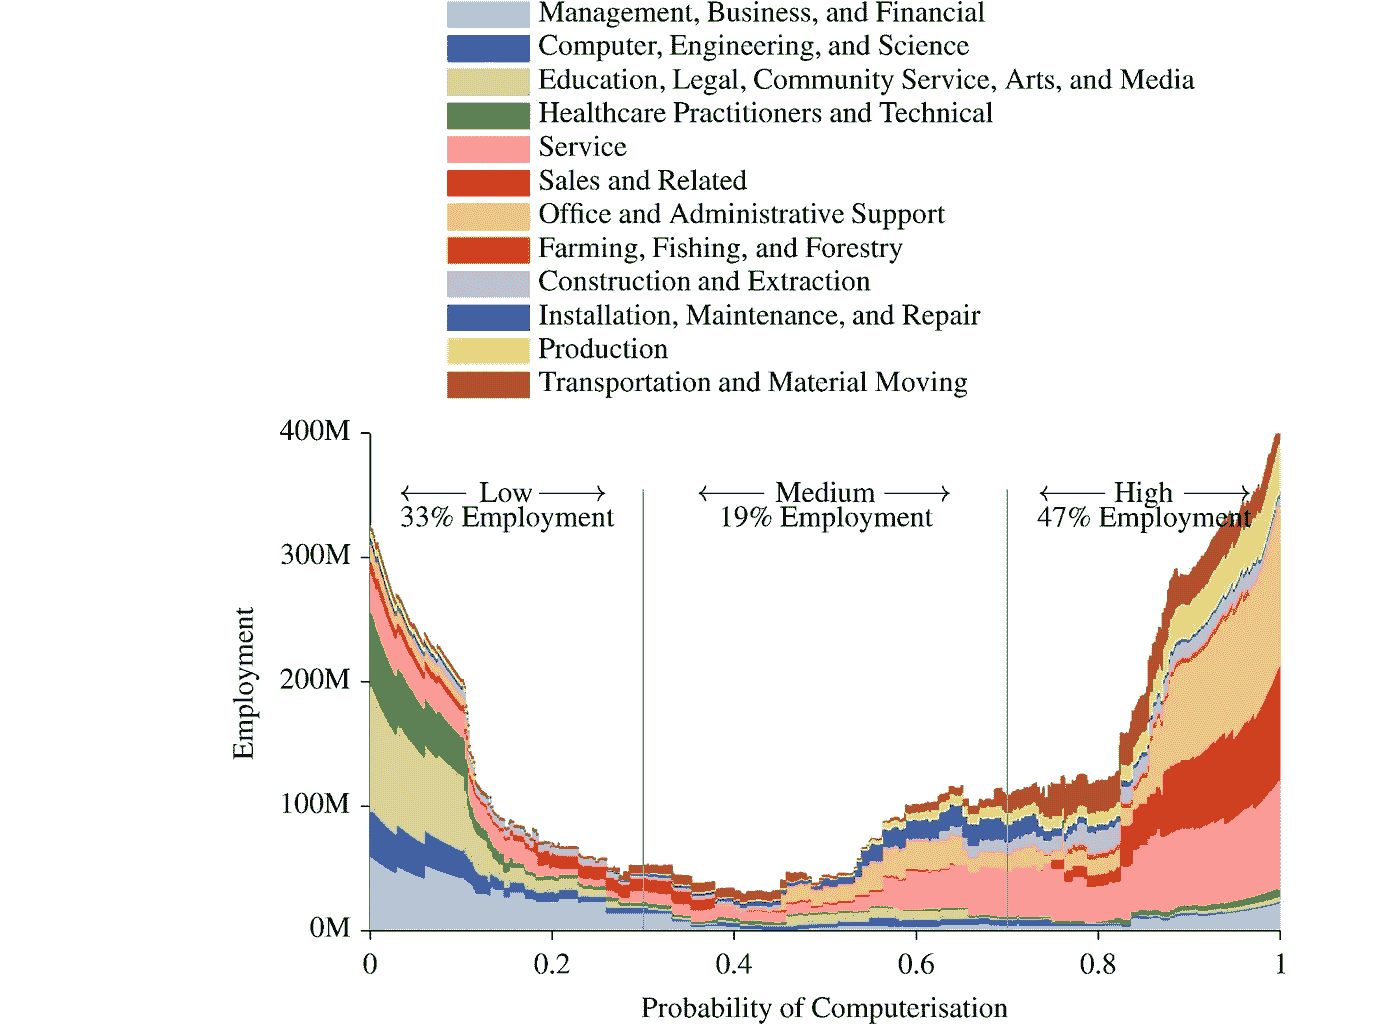 Management, Business, and Financial
Computer, Engineering, and Science
Education, Legal, Community Service, Arts, and Media
Healthcare Practitioners and Technical
Service
Sales and Related
Office and Administrative Support
Farming, Fishing, and Forestry
Construction and Extraction
Installation, Maintenance, and Repair
Production
Transportation and Material Moving
400M
Low
Medium
High
33% Employment
19% Employment
47% Employment
300M
200M
100M
0M
Employment
0
0.2
0.4
0.6
0.8
1
Probability of Computerisation